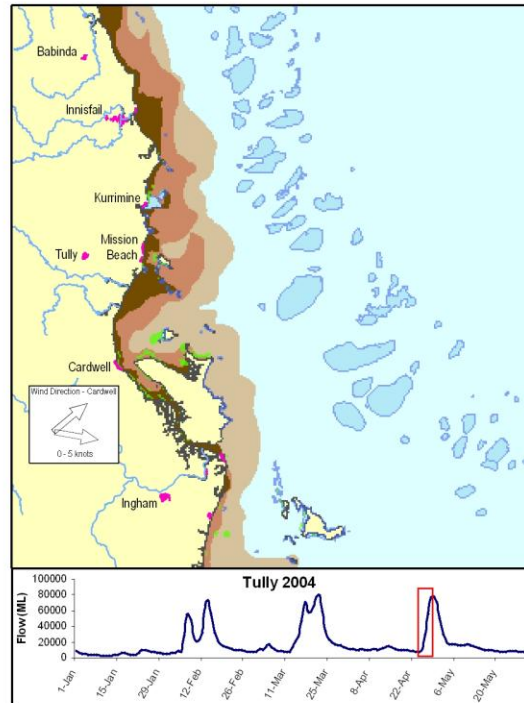 Babinda
Innisfail
Kurrimine
Mission
Beach
Tully
Cardwell
Wind Direction - Cardwell
0 - 5 knots
Ingham
Tully 2004
Flow (ML)
100000
80000
60000
40000
20000
0
1-Jan
15-Jan
29-Jan
12-Feb
26-Feb
11-Mar
25-Mar
8-Apr
22-Apr
6-May
20-May